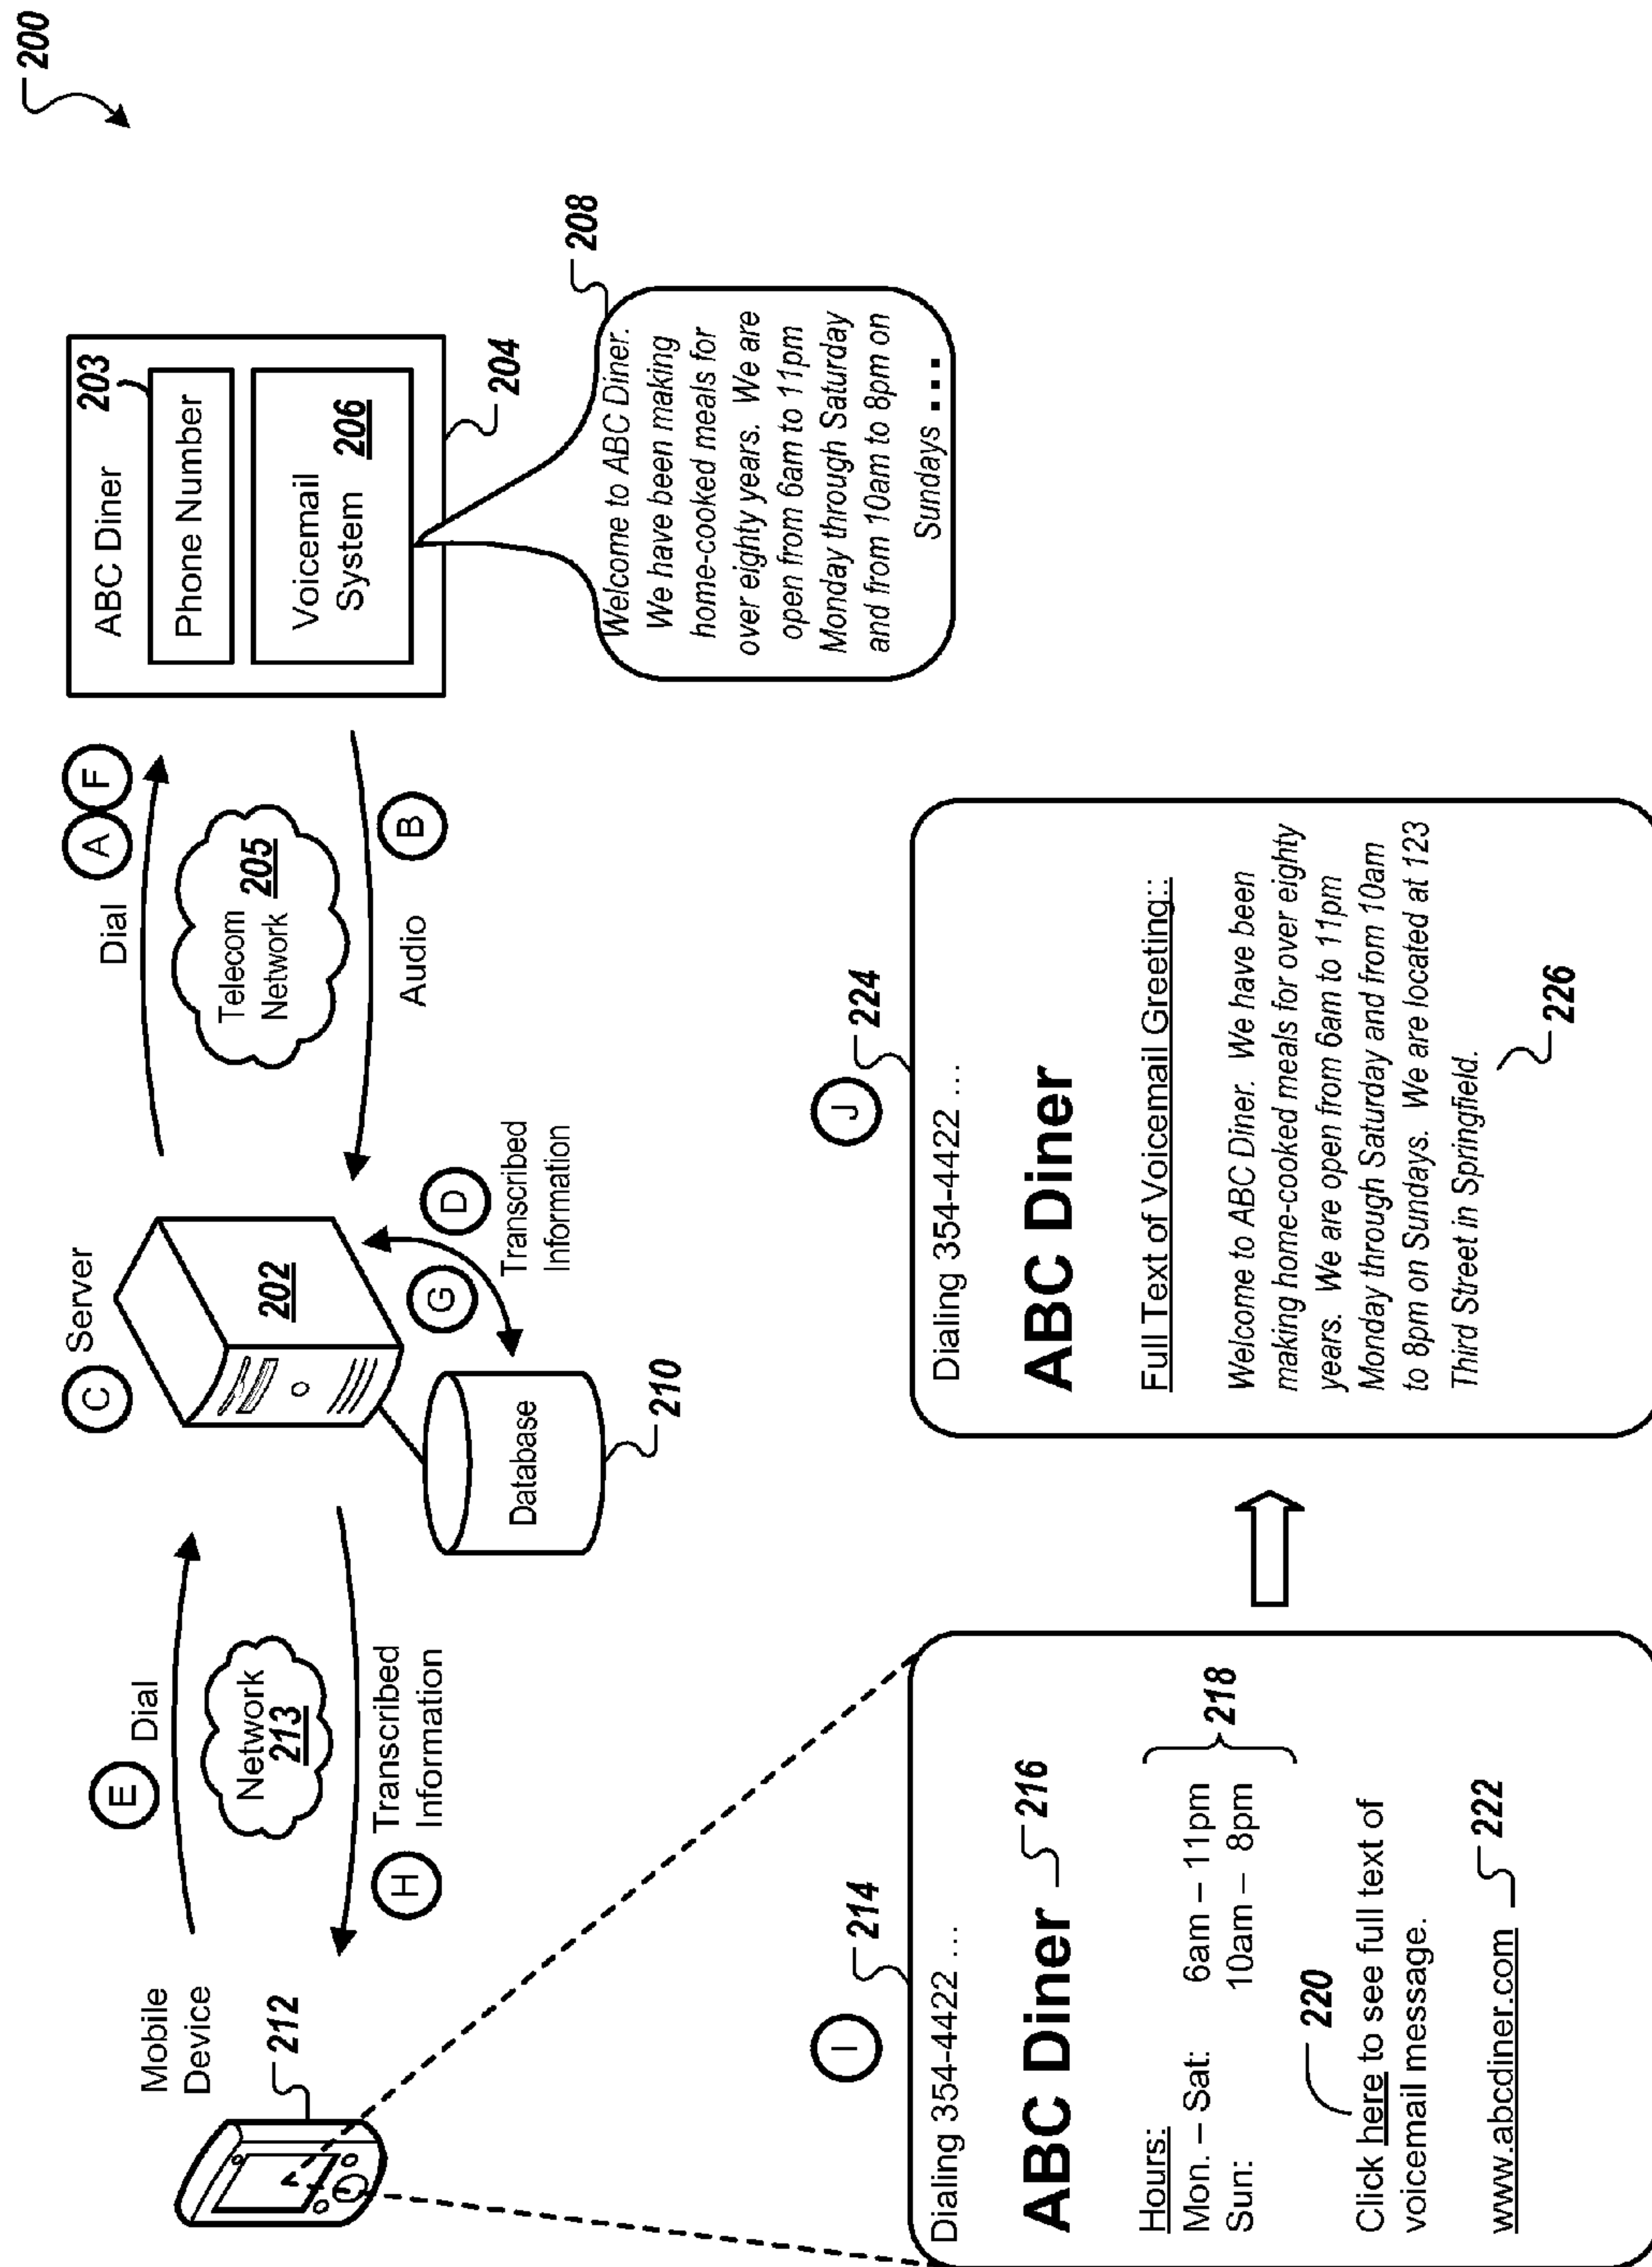 200
Mobile
Device
212
E
Dial
Network
213
Transcribed
Information
H
C
Server
202
Database
210
G
D
Transcribed
Information
A
F
Dial
Telecom
Network
205
Audio
B
ABC Diner
203
Phone Number
Voicemail
System
206
204
208
Welcome to ABC Diner.
We have been making
home-cooked meals for
over eighty years. We are
open from 6am to 11pm
Monday through Saturday
and from 10am to 8pm on
Sundays ...
I
214
Dialing 354-4422 ...
ABC Diner
216
Hours:
Mon. – Sat: 6am – 11pm
Sun: 10am – 8pm
218
220
Click here to see full text of
voicemail message.
www.abcdiner.com
222
J
224
Dialing 354-4422 ...
ABC Diner
Full Text of Voicemail Greeting::
Welcome to ABC Diner. We have been
making home-cooked meals for over eighty
years. We are open from 6am to 11pm
Monday through Saturday and from 10am
to 8pm on Sundays. We are located at 123
Third Street in Springfield.
226